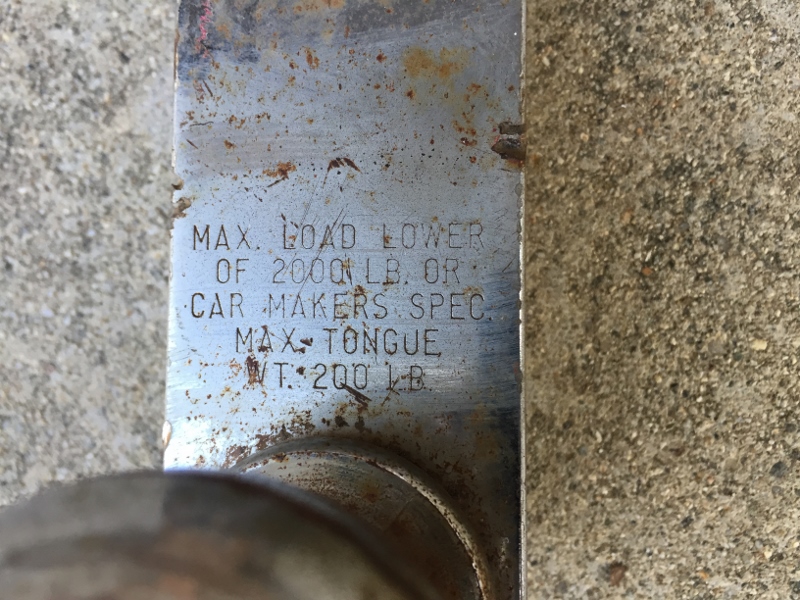 MAX. LOAD LOWER
OF 2000 LB. OR
CAR MAKERS SPEC.
MAX. TONGUE
WT. 200 LB.